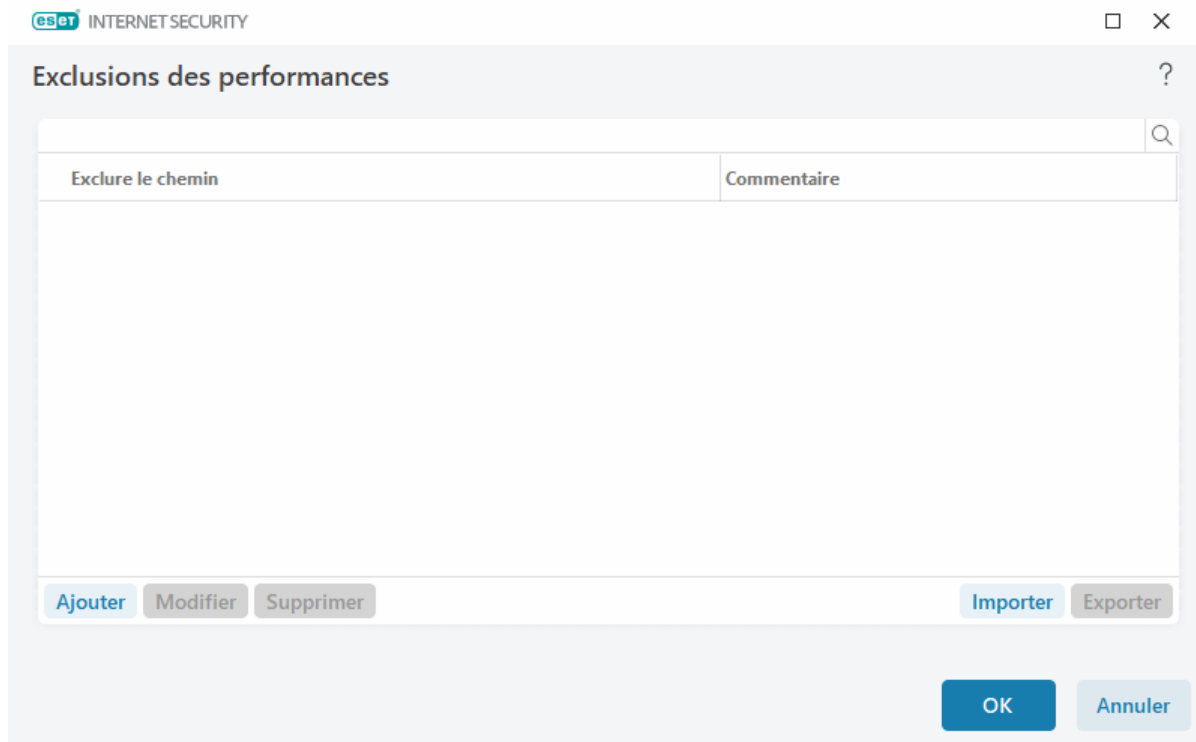 eset INTERNET SECURITY
Exclusions des performances
?
Exclure le chemin Commentaire
Ajouter Modifier Supprimer Importer Exporter
OK Annuler